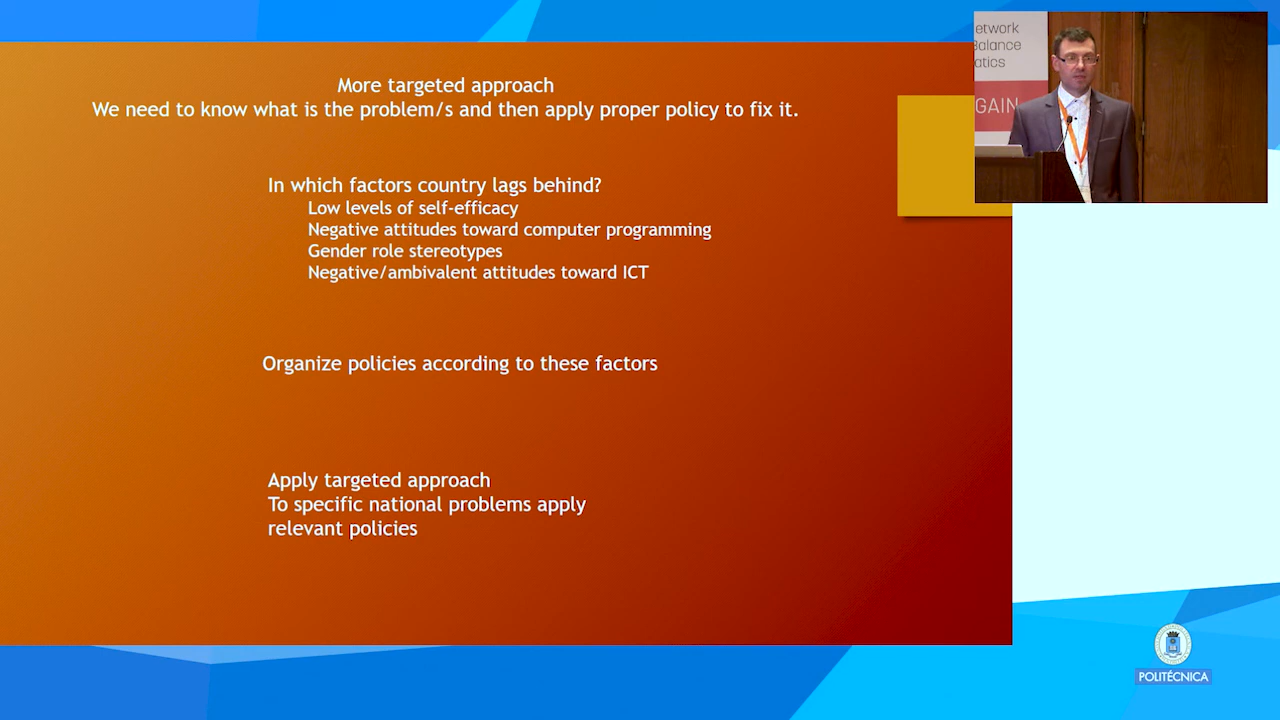 More targeted approach
We need to know what is the problem/s and then apply proper policy to fix it.
In which factors country lags behind?
Low levels of self-efficacy
Negative attitudes toward computer programming
Gender role stereotypes
Negative/ambivalent attitudes toward ICT
Organize policies according to these factors
Apply targeted approach
To specific national problems apply
relevant policies
etwork
Balance
atics
GAIN
POLITÉCNICA